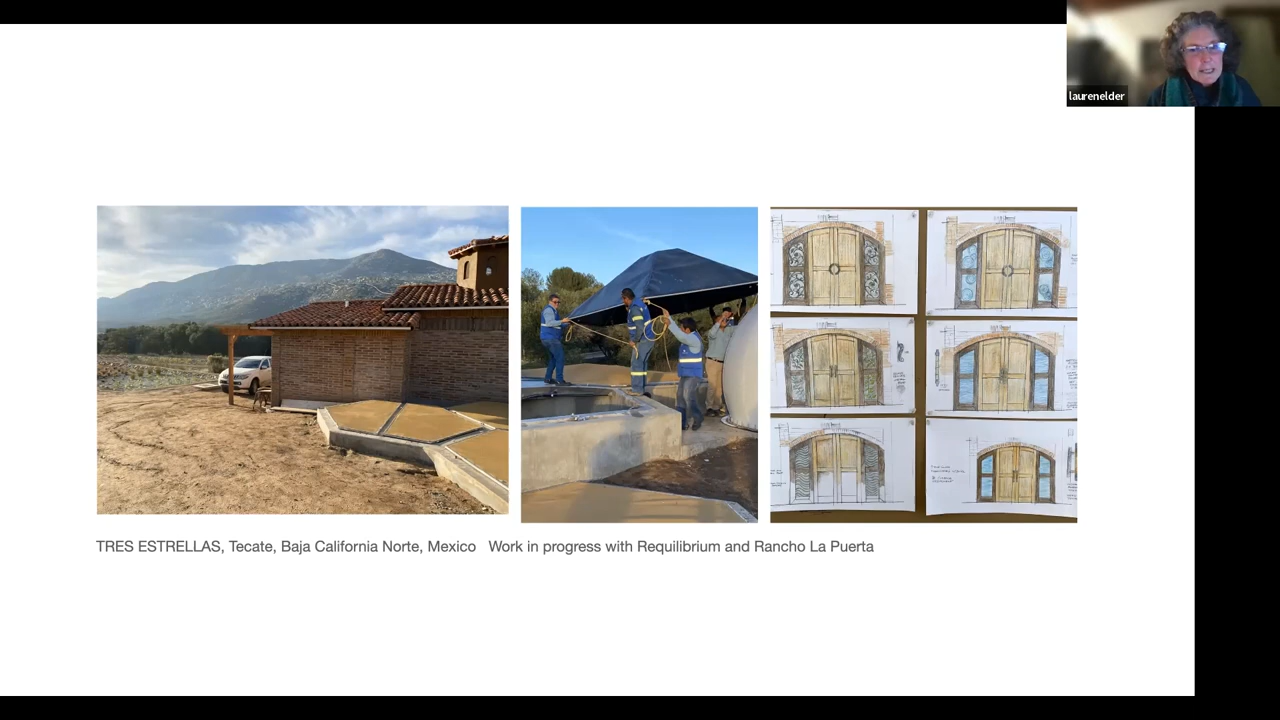 laurenelder
TRES ESTRELLAS, Tecate, Baja California Norte, Mexico Work in progress with Requilibrium and Rancho La Puerta